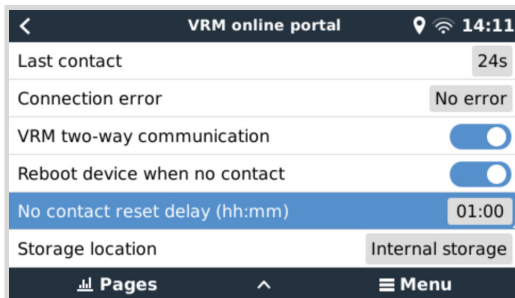 VRM online portal 14:11
Last contact 24s
Connection error No error
VRM two-way communication
Reboot device when no contact
No contact reset delay (hh:mm) 01:00
Storage location Internal storage
Pages Menu